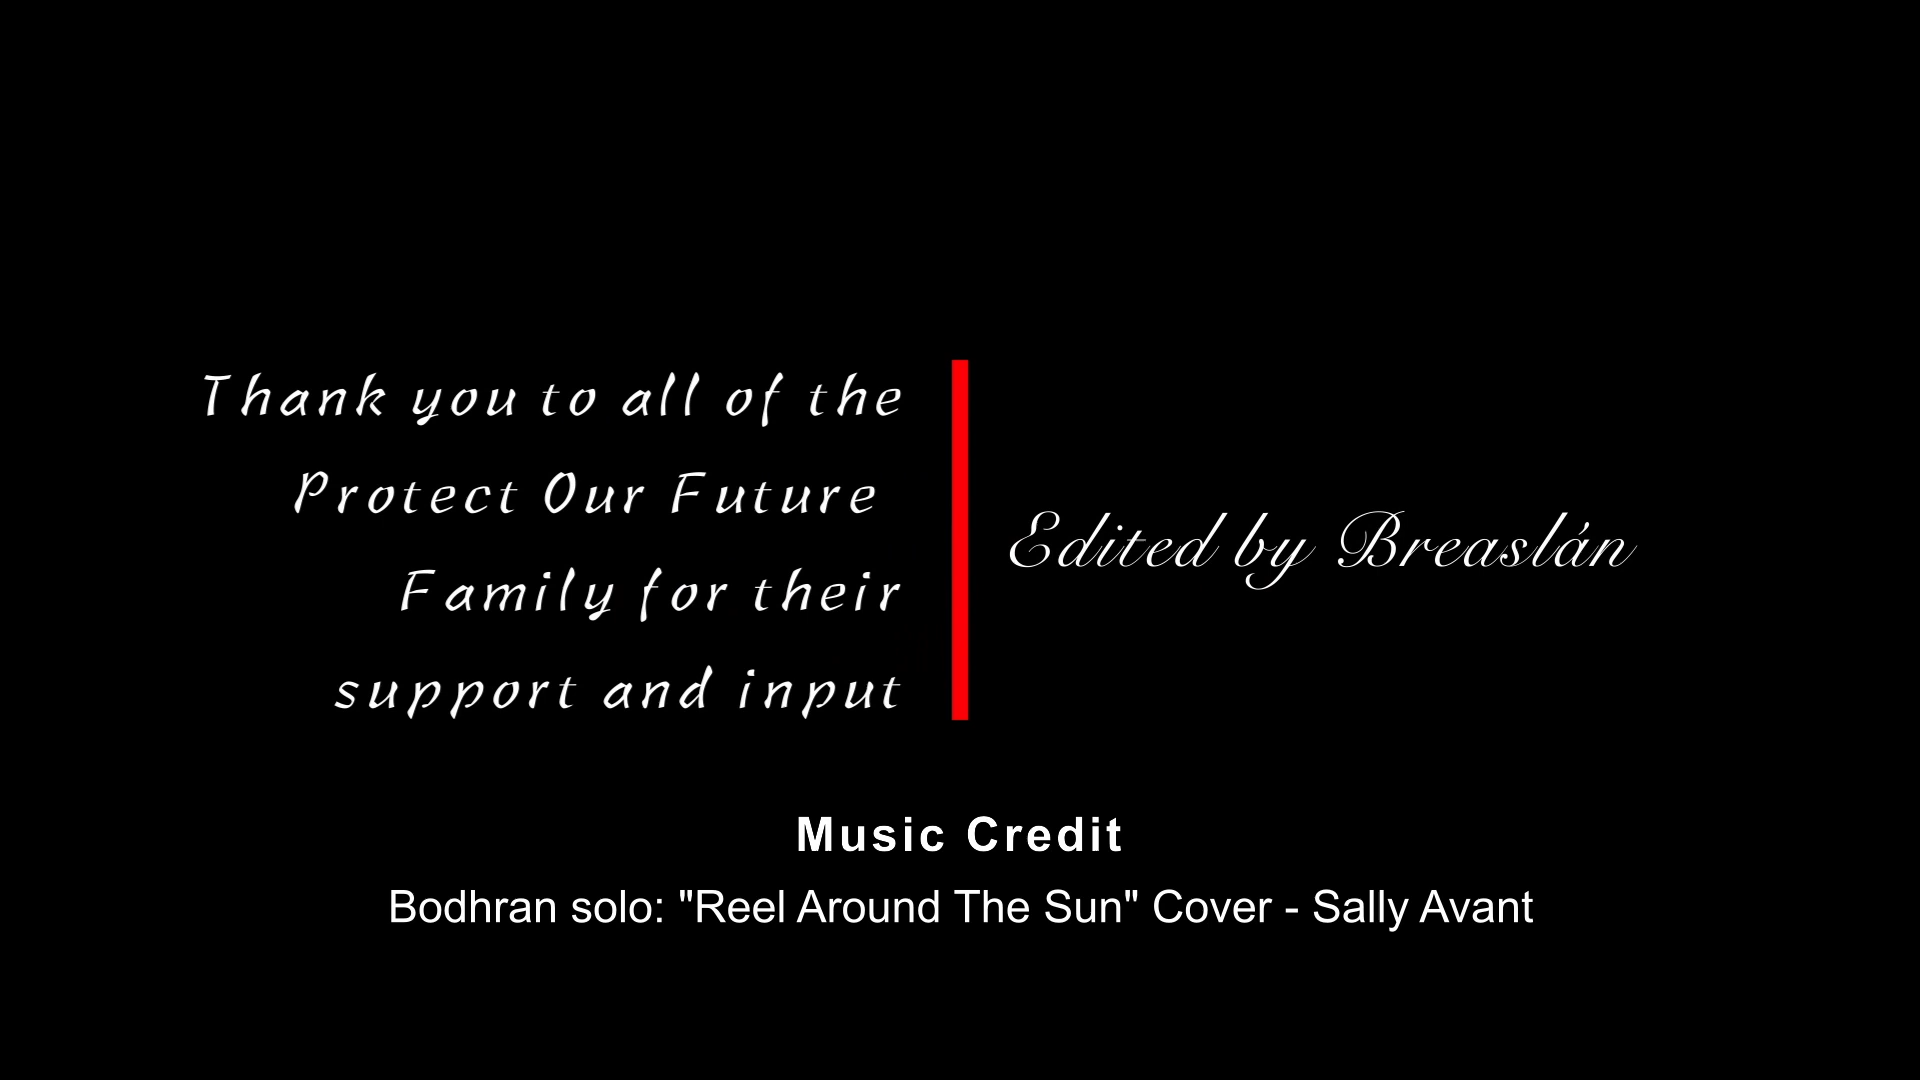 Thank you to all of the
Protect Our Future
Family for their
support and input
Edited by Breaslán
Music Credit
Bodhran solo: "Reel Around The Sun" Cover - Sally Avant